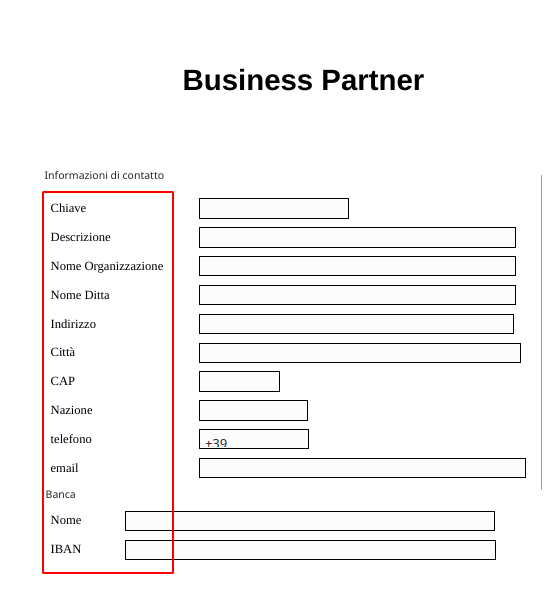 Business Partner
Informazioni di contatto
Chiave
Descrizione
Nome Organizzazione
Nome Ditta
Indirizzo
Città
CAP
Nazione
telefono +39
email
Banca
Nome
IBAN